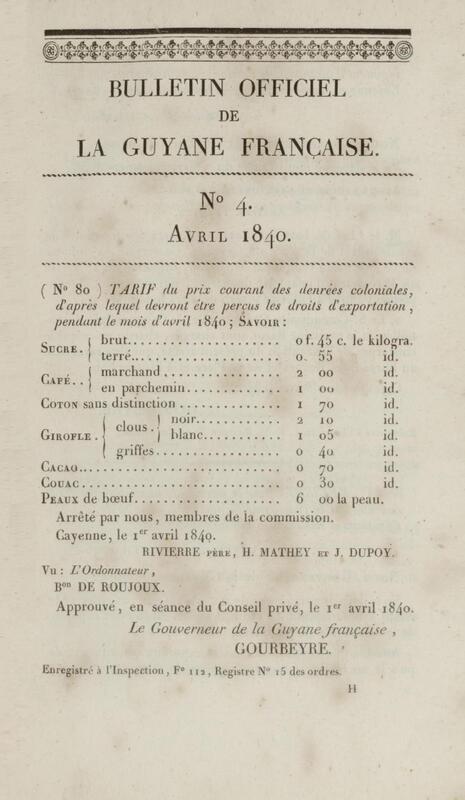 BULLETIN OFFICIEL
DE
LA GUYANE FRANÇAISE.
No 4.
AVRIL 1840.
( No 80 ) TARIF du prix courant des denrées coloniales,
d'après lequel devront être perçus les droits d'exportation,
pendant le mois d'avril 1840; SAVOIR :
SUCRE. { brut...................... 0 f. 45 c. le kilogra.
terré...................... 0. 55 id.
CAFÉ.. { marchand.................. 2 00 id.
en parchemin............... 1 00 id.
COTON sans distinction............... 1 70 id.
GIROFLE. { clous. { noir........... 2 10 id.
blanc.......... 1 05 id.
griffes.................... 0 40 id.
CACAO................................ 0 70 id.
COUAC................................ 0 30 id.
PEAUX de bœuf........................ 6 00 la peau.
Arrêté par nous, membres de la commission.
Cayenne, le 1er avril 1840.
RIVIERRE PÈRE, H. MATHEY ET J. DUPOY.
Vu : L'Ordonnateur,
Bon DE ROUJOUX.
Approuvé, en séance du Conseil privé, le 1er avril 1840.
Le Gouverneur de la Guyane française,
GOURBEYRE.
Enregistré à l'Inspection, Fo 112, Registre No 15 des ordres.
H